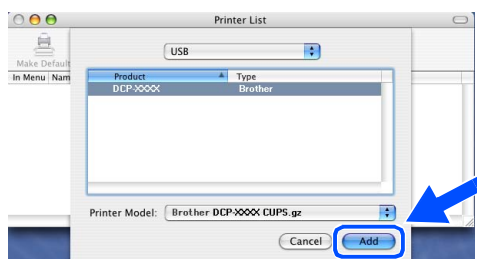 Printer List
USB
Make Default
In Menu Nam
Product Type
DCP-XXXX Brother
Printer Model: Brother DCP-XXXX CUPS.gz
Cancel Add